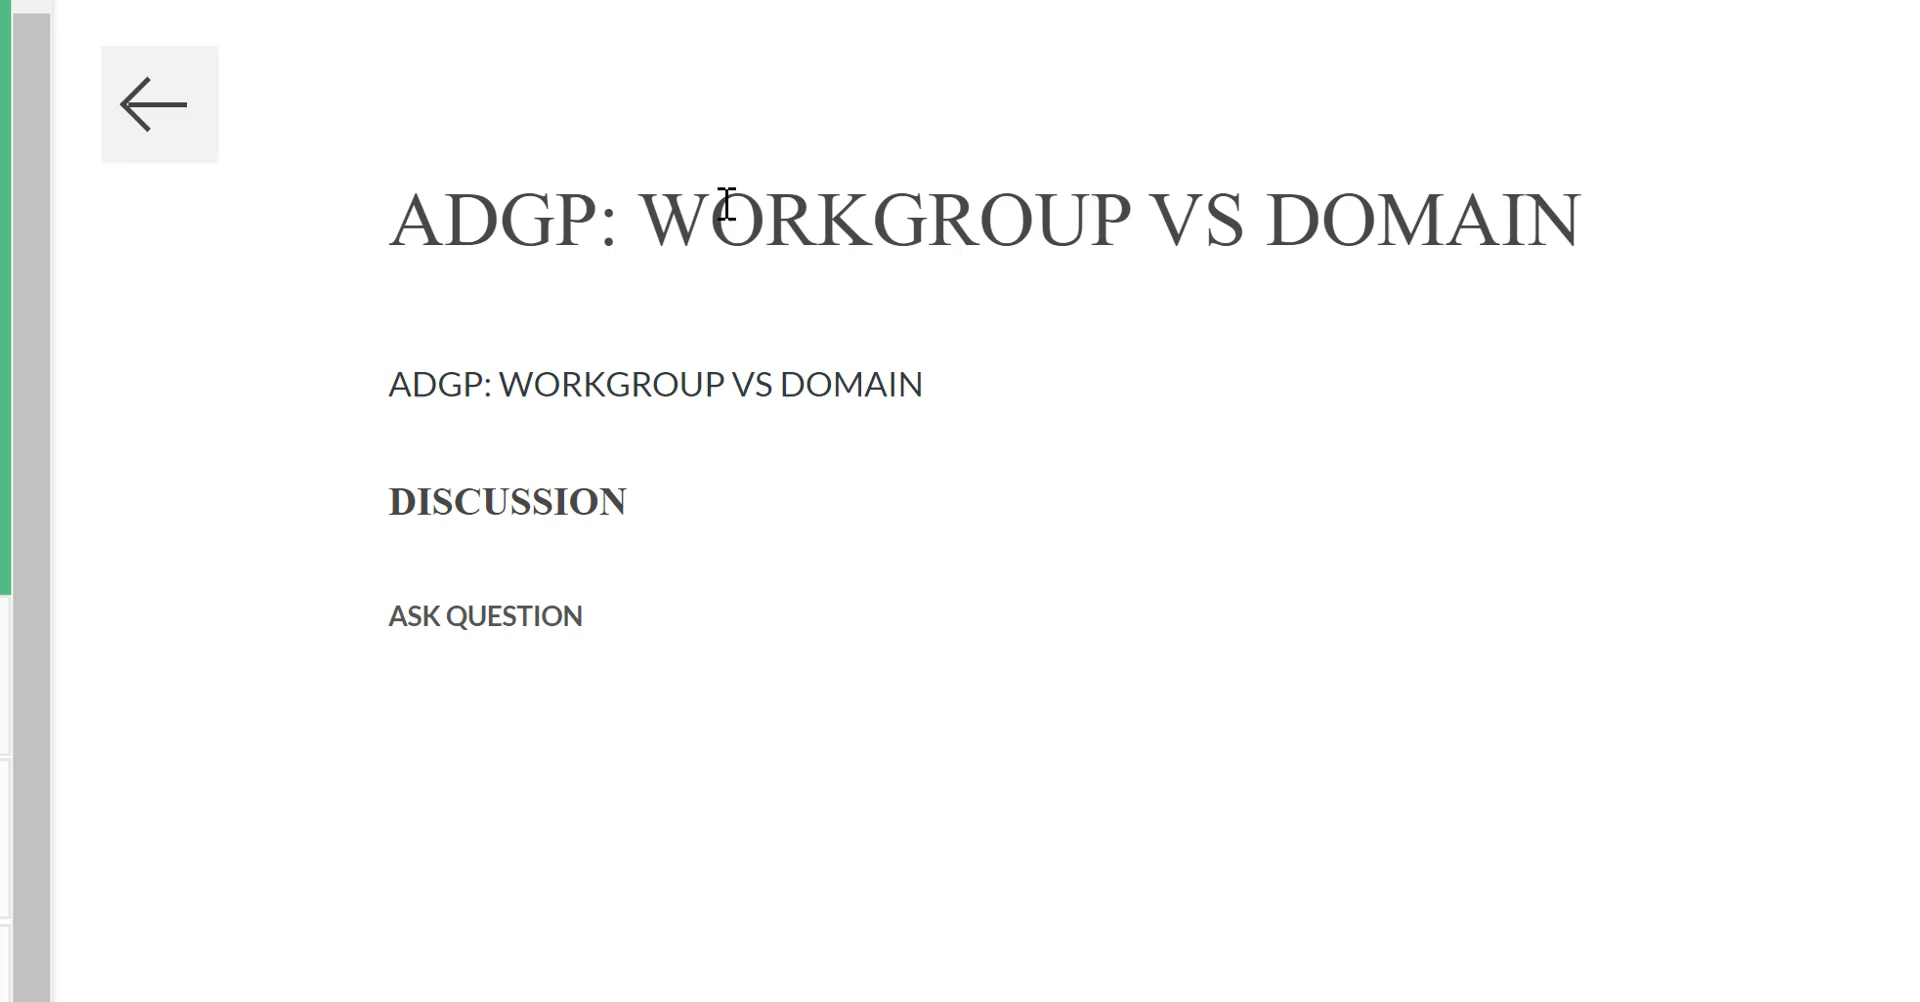 ADGP: WORKGROUP VS DOMAIN
ADGP: WORKGROUP VS DOMAIN
DISCUSSION
ASK QUESTION